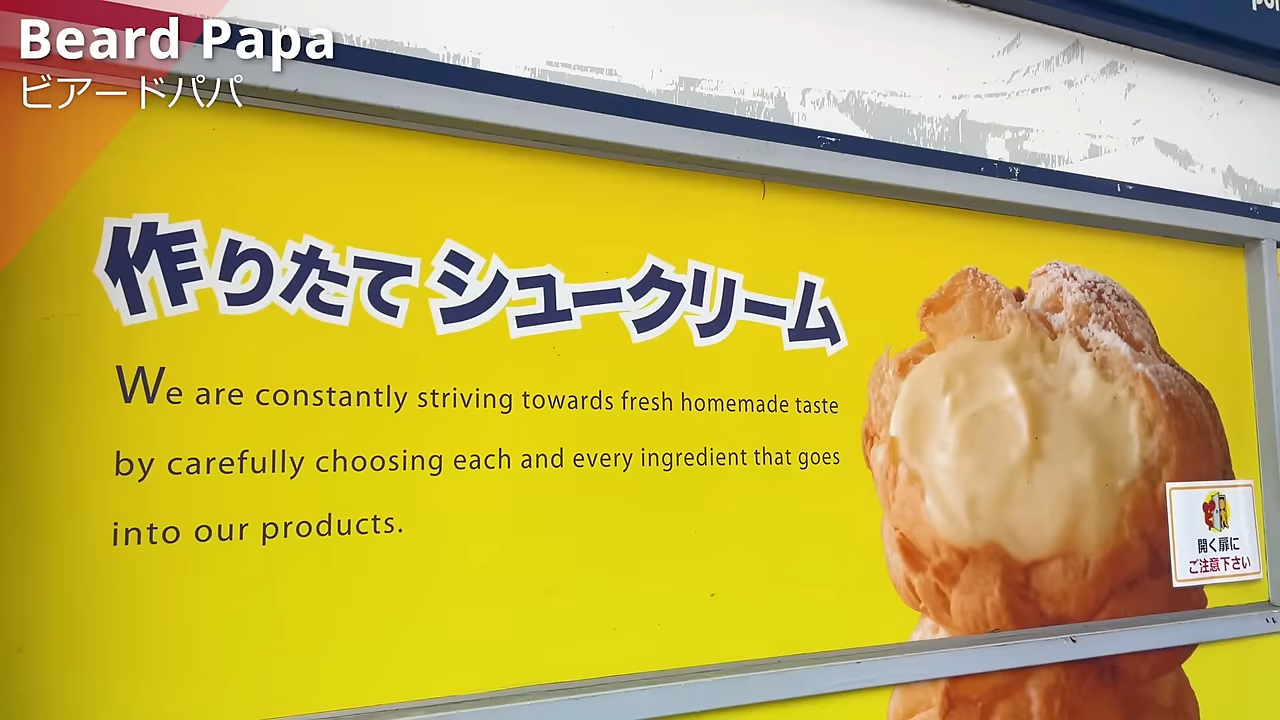 Beard Papa
ビアードパパ
作りたて シュークリーム
We are constantly striving towards fresh homemade taste
by carefully choosing each and every ingredient that goes
into our products.
開く扉に
ご注意下さい